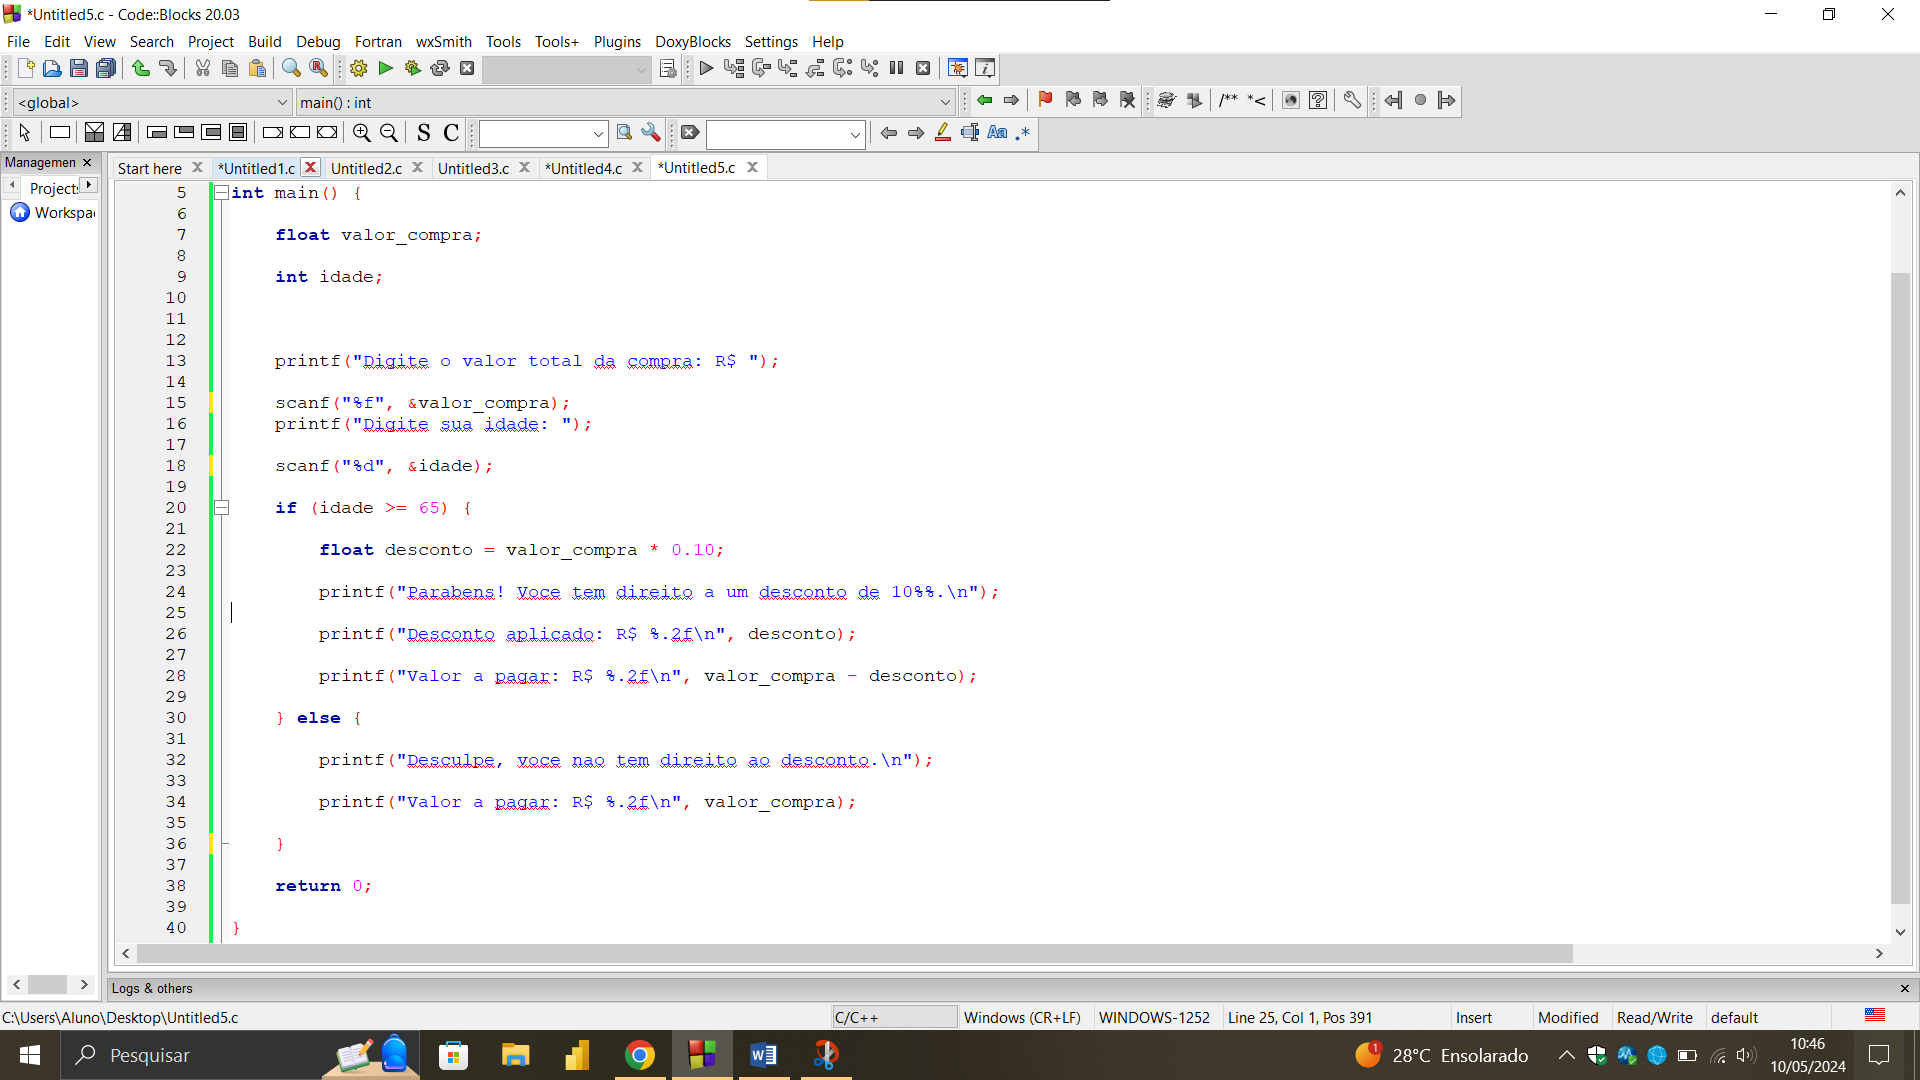 *Untitled5.c - Code::Blocks 20.03
File Edit View Search Project Build Debug Fortran wxSmith Tools Tools+ Plugins DoxyBlocks Settings Help
<global> main() : int
/** *<
S C Aa .*
Managemen
Start here *Untitled1.c Untitled2.c Untitled3.c *Untitled4.c *Untitled5.c
Projects
Workspa
5 int main() {
6
7 float valor_compra;
8
9 int idade;
10
11
12
13 printf("Digite o valor total da compra: R$ ");
14
15 scanf("%f", &valor_compra);
16 printf("Digite sua idade: ");
17
18 scanf("%d", &idade);
19
20 if (idade >= 65) {
21
22 float desconto = valor_compra * 0.10;
23
24 printf("Parabens! Voce tem direito a um desconto de 10%%.\n");
25
26 printf("Desconto aplicado: R$ %.2f\n", desconto);
27
28 printf("Valor a pagar: R$ %.2f\n", valor_compra - desconto);
29
30 } else {
31
32 printf("Desculpe, voce nao tem direito ao desconto.\n");
33
34 printf("Valor a pagar: R$ %.2f\n", valor_compra);
35
36 }
37
38 return 0;
39
40 }
Logs & others
C:\Users\Aluno\Desktop\Untitled5.c C/C++ Windows (CR+LF) WINDOWS-1252 Line 25, Col 1, Pos 391 Insert Modified Read/Write default
Pesquisar 1 28°C Ensolarado 10:46
10/05/2024